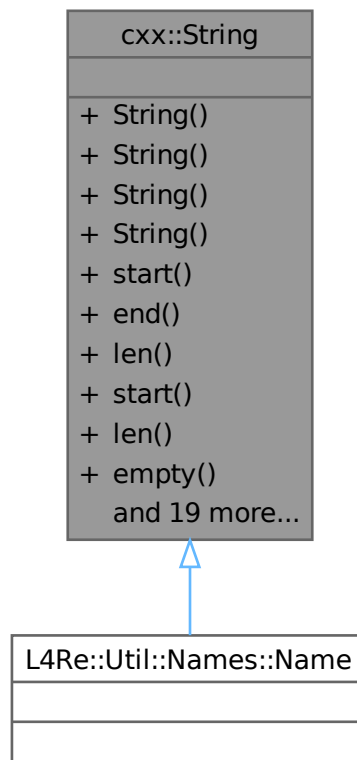 cxx::String
+ String()
+ String()
+ String()
+ String()
+ start()
+ end()
+ len()
+ start()
+ len()
+ empty()
and 19 more...
L4Re::Util::Names::Name